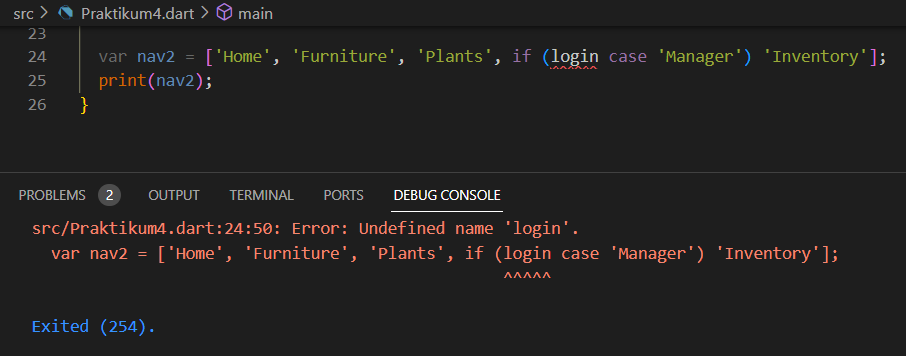 src > Praktikum4.dart > main
23
24 var nav2 = ['Home', 'Furniture', 'Plants', if (login case 'Manager') 'Inventory'];
25 print(nav2);
26 }
PROBLEMS 2 OUTPUT TERMINAL PORTS DEBUG CONSOLE
src/Praktikum4.dart:24:50: Error: Undefined name 'login'.
var nav2 = ['Home', 'Furniture', 'Plants', if (login case 'Manager') 'Inventory'];
^^^^^
Exited (254).